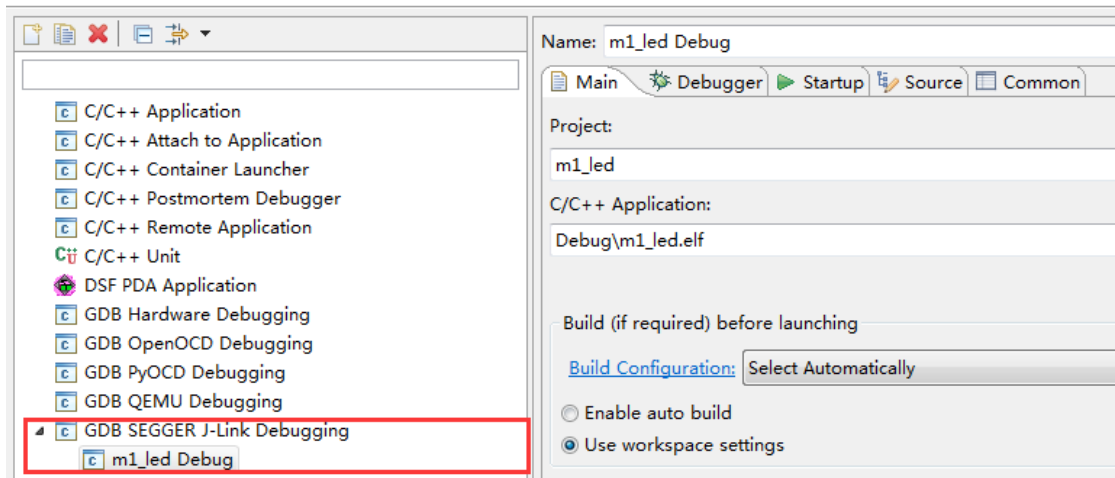 C/C++ Application
C/C++ Attach to Application
C/C++ Container Launcher
C/C++ Postmortem Debugger
C/C++ Remote Application
C/C++ Unit
DSF PDA Application
GDB Hardware Debugging
GDB OpenOCD Debugging
GDB PyOCD Debugging
GDB QEMU Debugging
GDB SEGGER J-Link Debugging
m1_led Debug
Name: m1_led Debug
Main Debugger Startup Source Common
Project:
m1_led
C/C++ Application:
Debug\m1_led.elf
Build (if required) before launching
Build Configuration: Select Automatically
Enable auto build
Use workspace settings